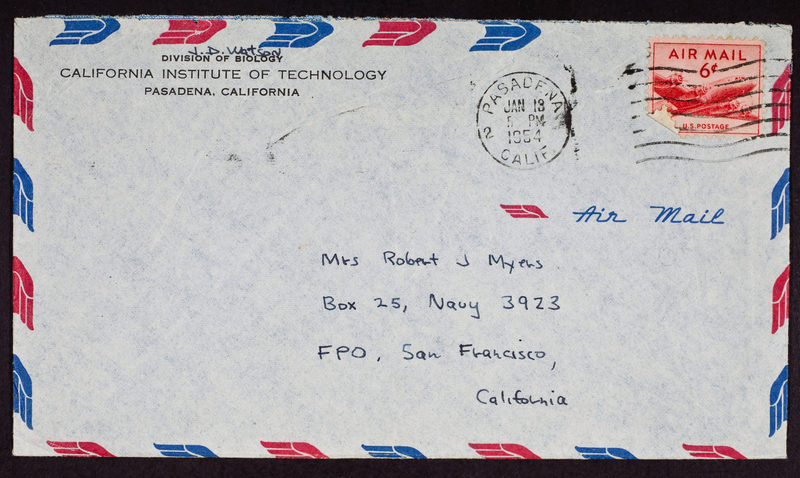 J. D. Watson
DIVISION OF BIOLOGY
CALIFORNIA INSTITUTE OF TECHNOLOGY
PASADENA, CALIFORNIA
PASADENA
JAN 13
5 PM
1954
2
CALIF
AIR MAIL
6¢
U.S. POSTAGE
Air Mail
Mrs Robert J Myers
Box 25, Navy 3923
FPO, San Francisco,
California